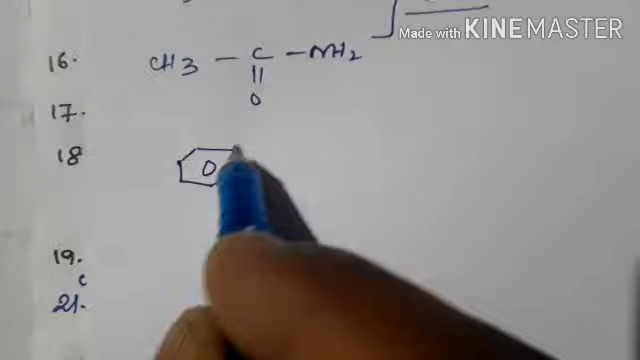 Made with KINEMASTER
16. CH3 - C - NH2
||
O
17.
18
19.
c
21.